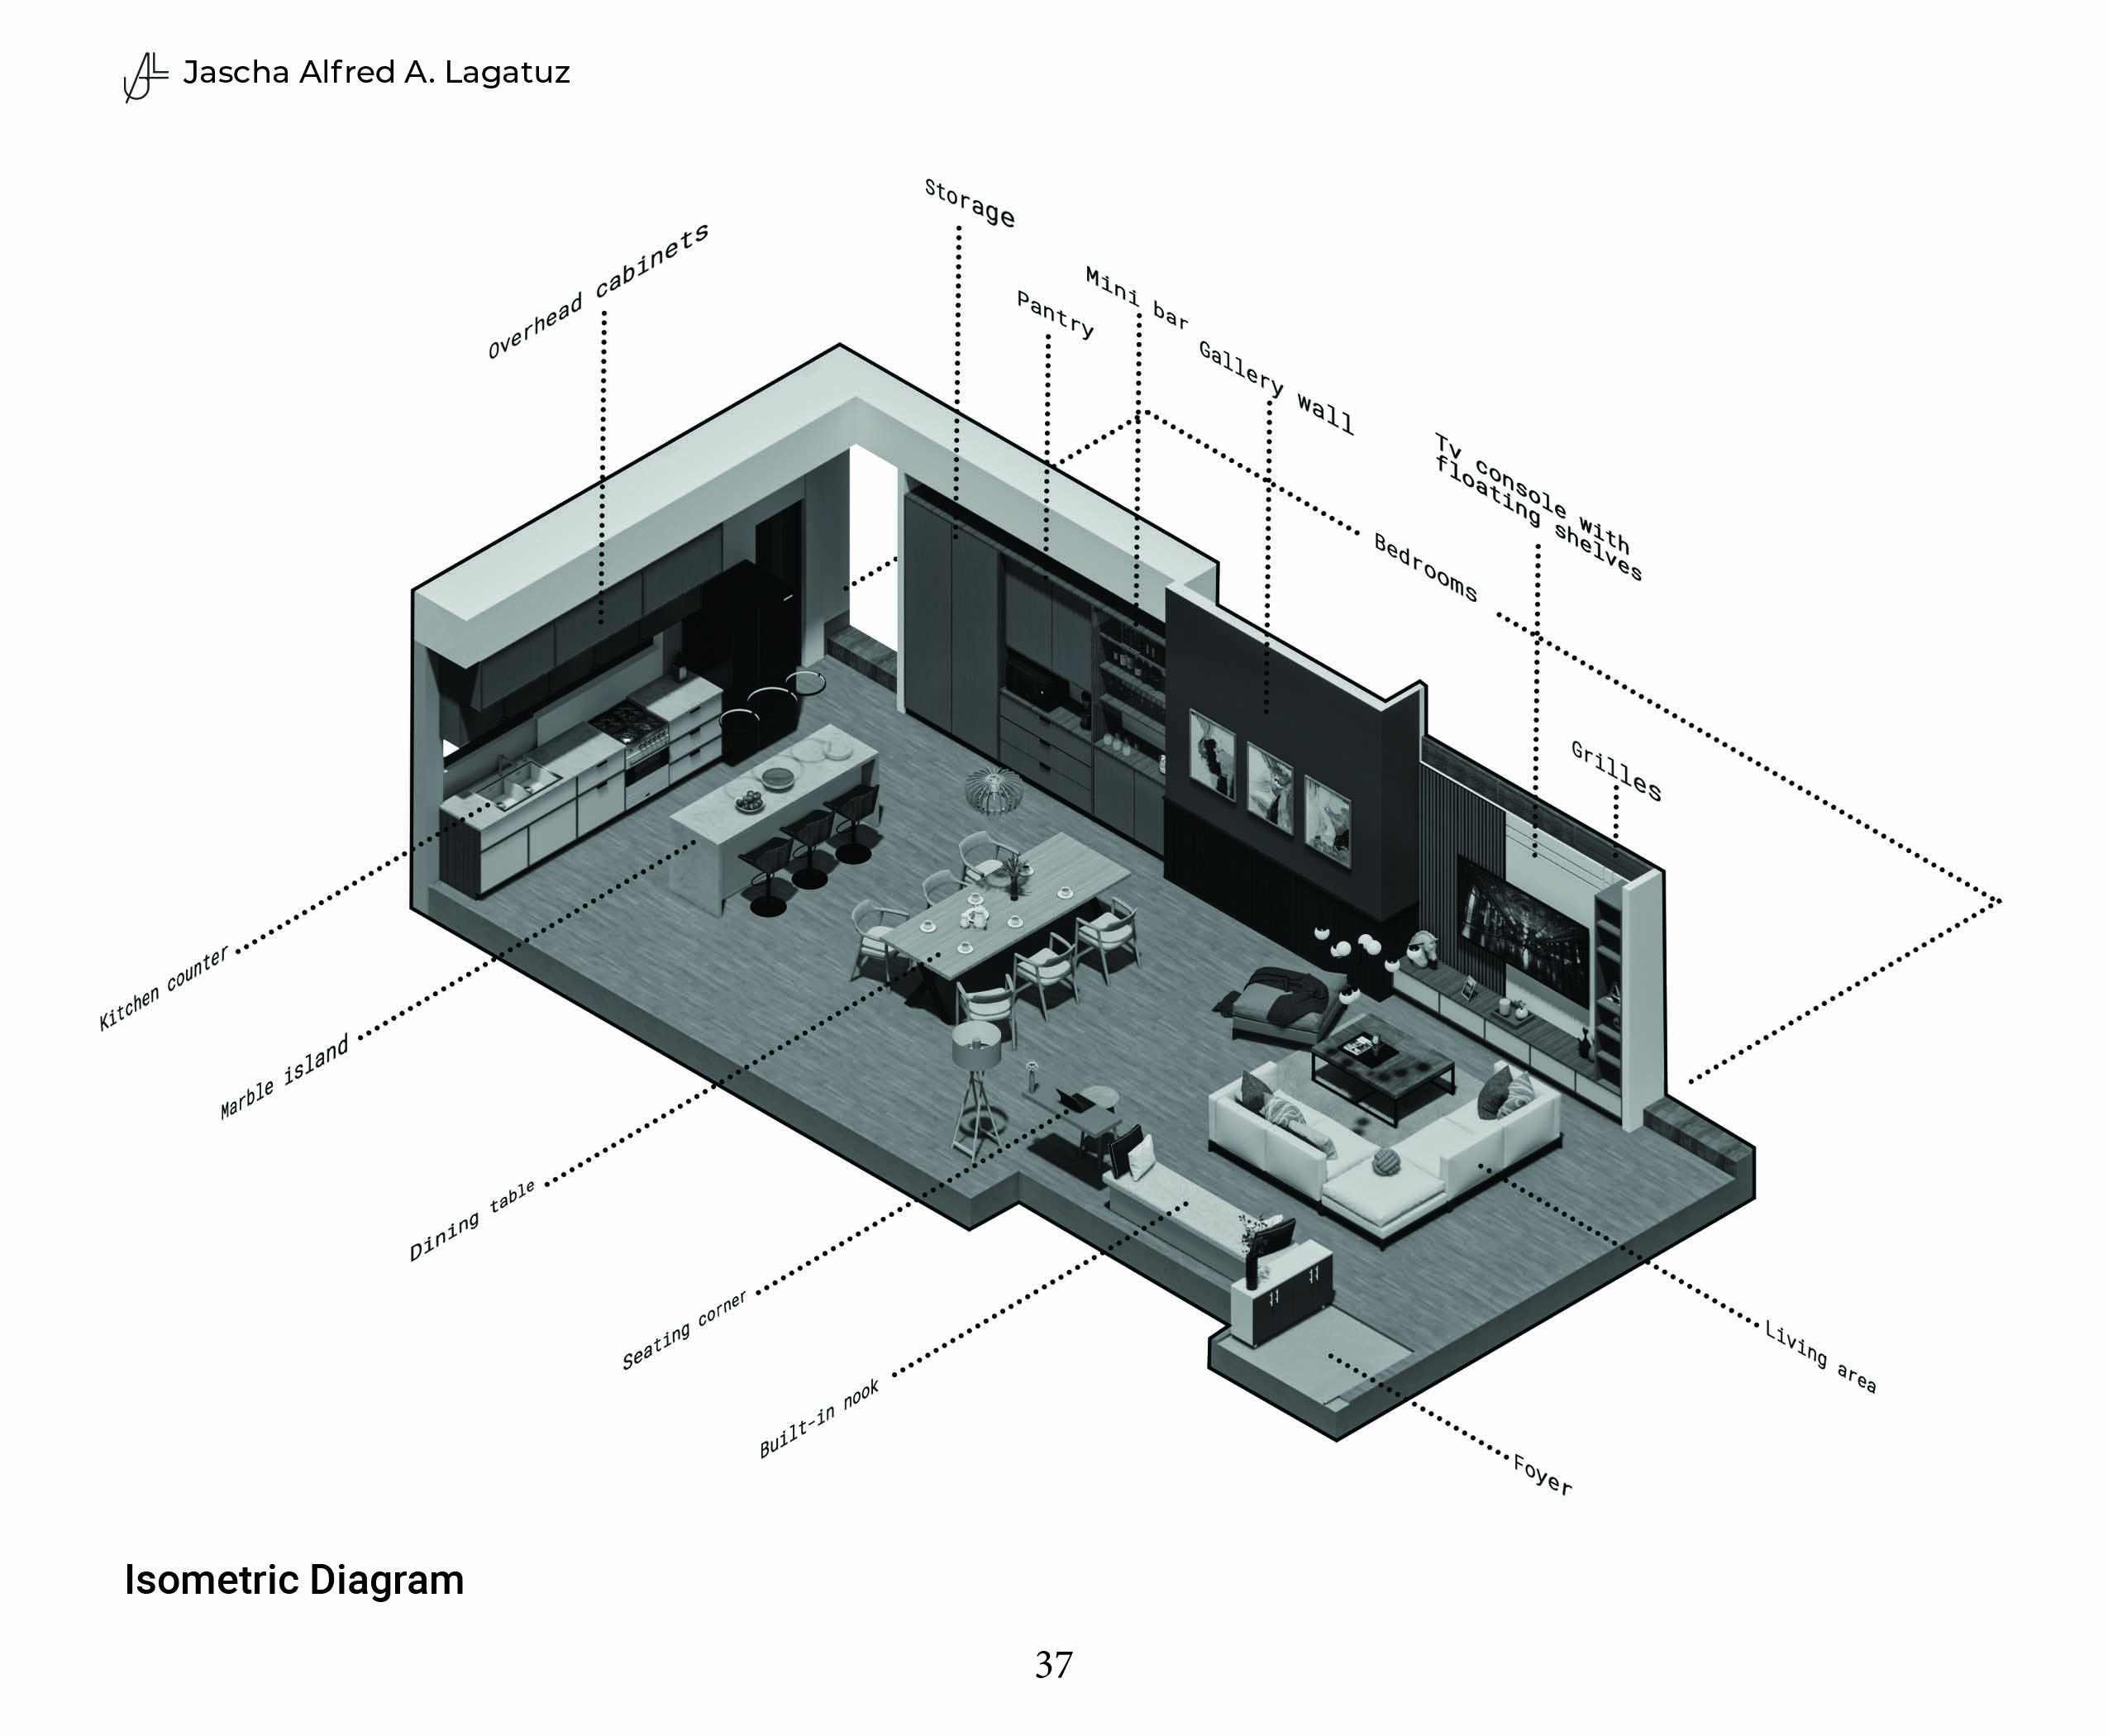 Jascha Alfred A. Lagatuz
Storage
Overhead cabinets
Mini bar
Pantry
Gallery wall
Tv console with
floating shelves
Bedrooms
Grilles
Kitchen counter
Marble island
Dining table
Seating corner
Built-in nook
Living area
Foyer
Isometric Diagram
37